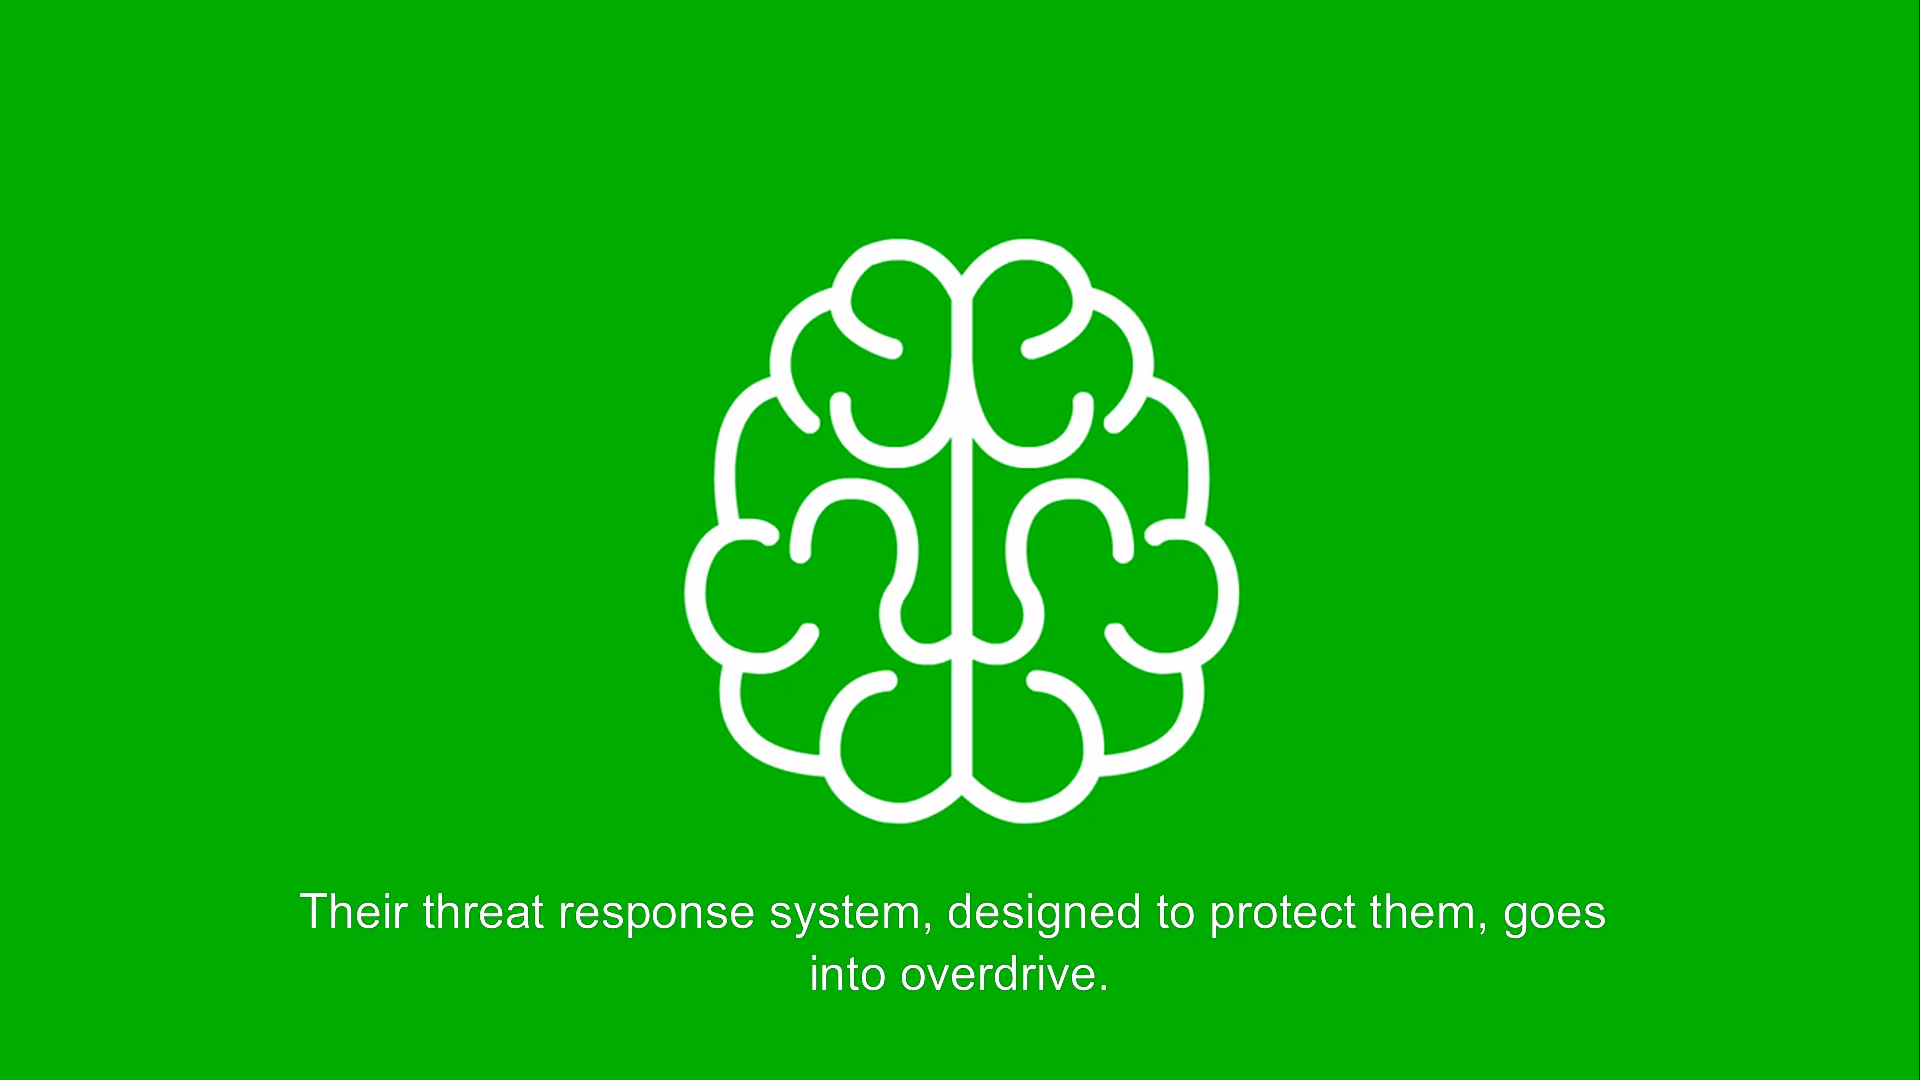 Their threat response system, designed to protect them, goes
into overdrive.